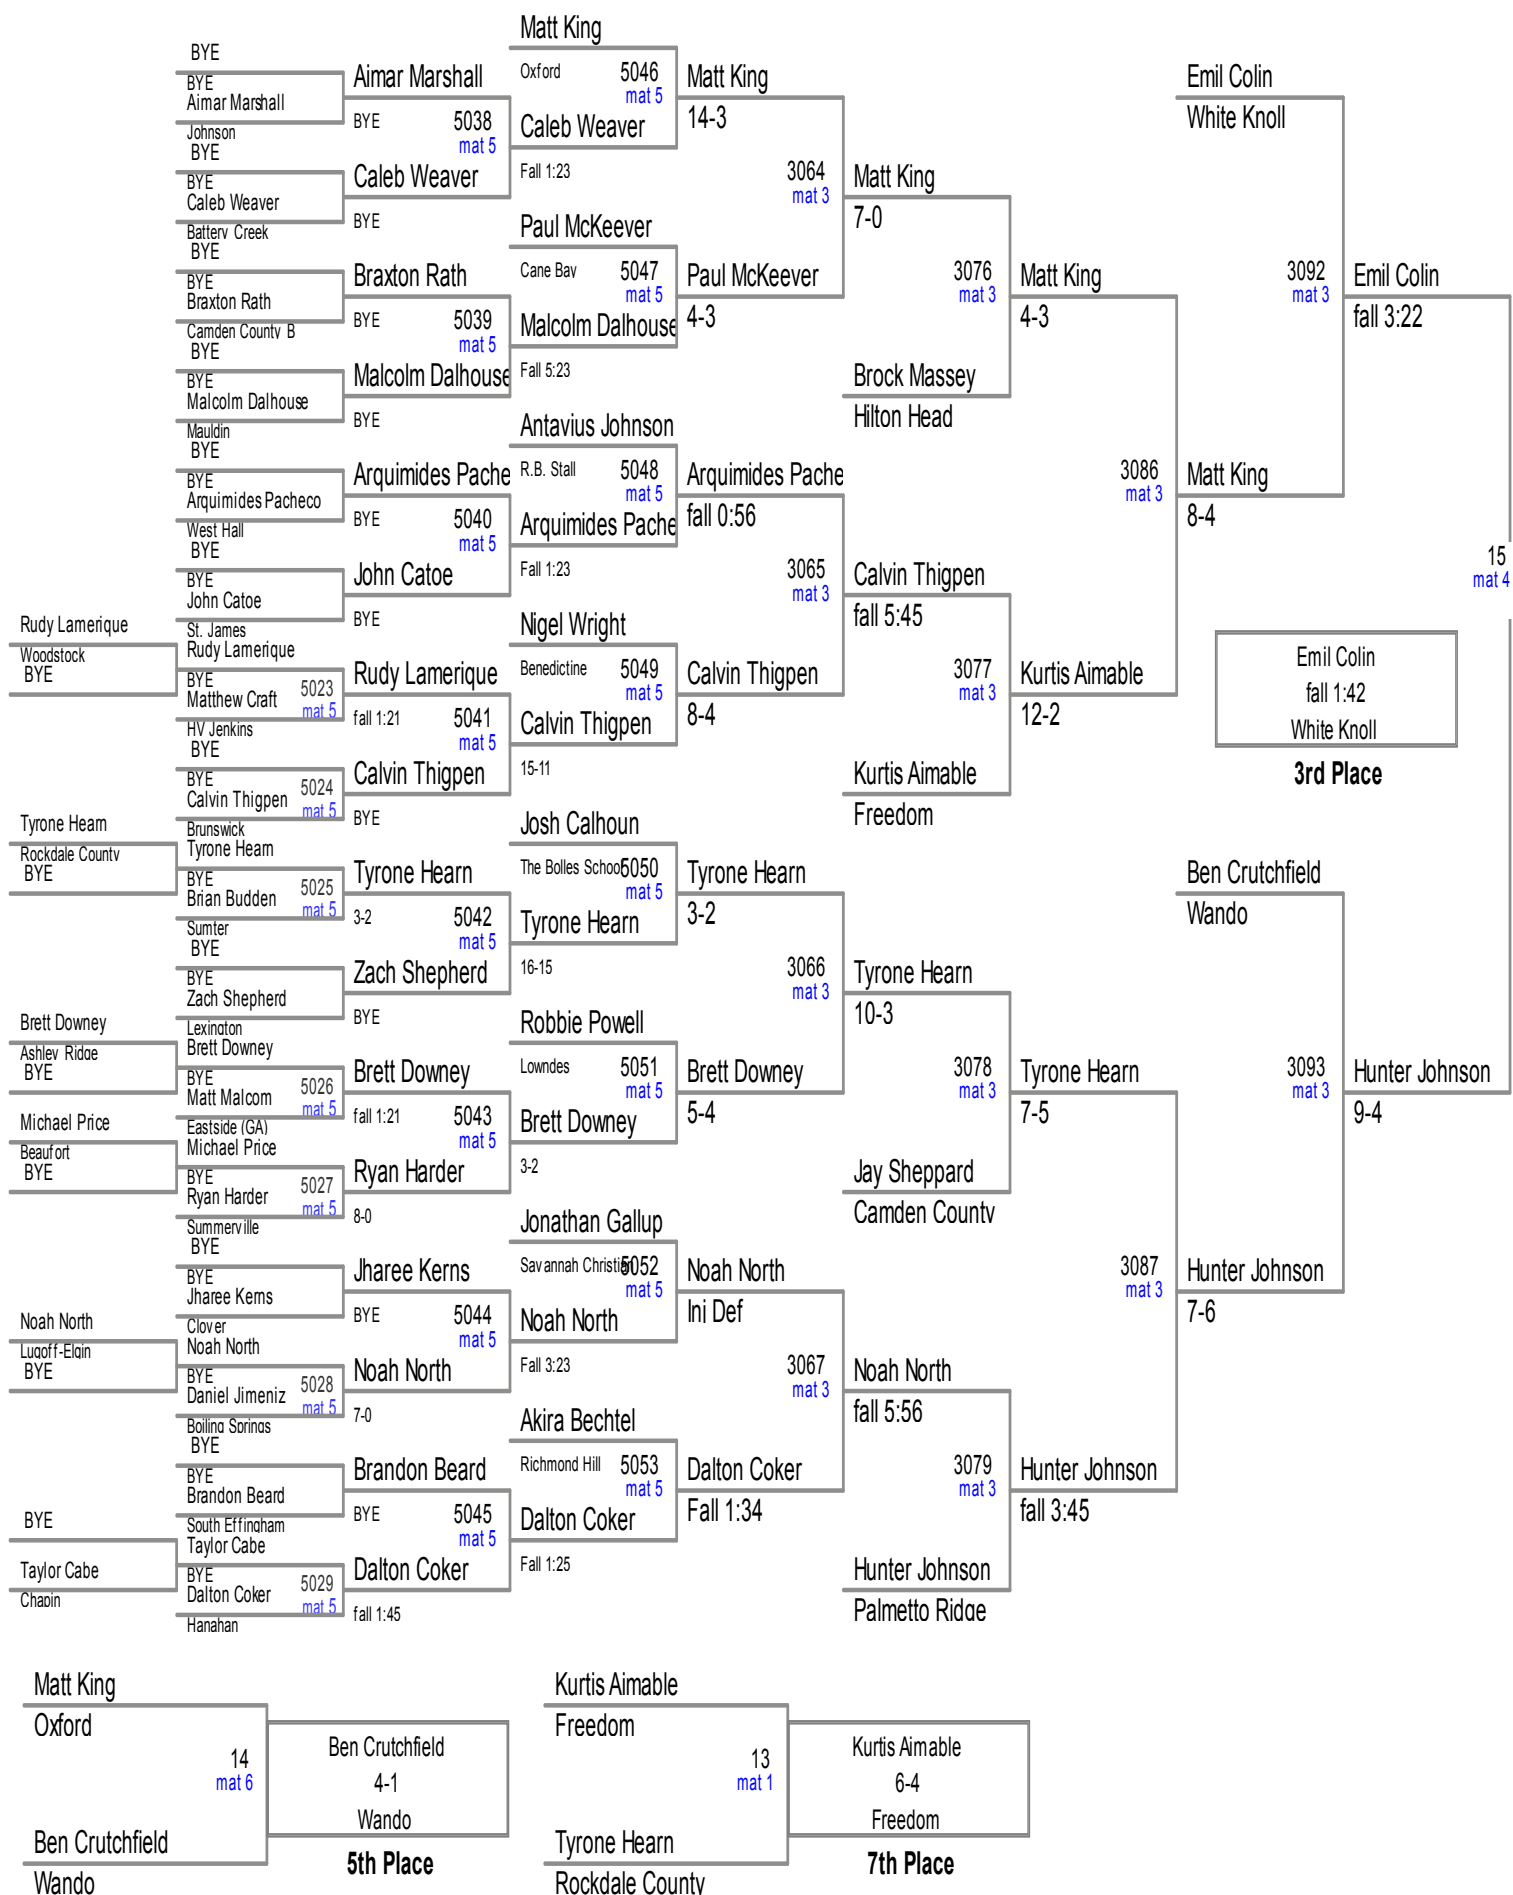 Rudy Lamerique
Woodstock
BYE
Tyrone Hearn
Rockdale County
BYE
Brett Downey
Ashley Ridge
BYE
Michael Price
Beaufort
BYE
Noah North
Lugoff-Elgin
BYE
BYE
Taylor Cabe
Chapin
BYE
BYE
Aimar Marshall
Johnson
BYE
BYE
Caleb Weaver
Battery Creek
BYE
BYE
Braxton Rath
Camden County B
BYE
BYE
Malcolm Dalhouse
Mauldin
BYE
BYE
Arquimides Pacheco
West Hall
BYE
BYE
John Catoe
St. James
Rudy Lamerique
BYE
Matthew Craft
5023
mat 5
HV Jenkins
BYE
BYE
Calvin Thigpen
5024
mat 5
Brunswick
Tyrone Hearn
BYE
Brian Budden
5025
mat 5
Sumter
BYE
BYE
Zach Shepherd
Lexington
Brett Downey
BYE
Matt Malcom
5026
mat 5
Eastside (GA)
Michael Price
BYE
Ryan Harder
5027
mat 5
Summerville
BYE
BYE
Jharee Kerns
Clover
Noah North
BYE
Daniel Jimeniz
5028
mat 5
Boiling Springs
BYE
BYE
Brandon Beard
South Effingham
Taylor Cabe
BYE
Dalton Coker
5029
mat 5
Hanahan
Aimar Marshall
BYE
5038
mat 5
Caleb Weaver
BYE
Braxton Rath
BYE
5039
mat 5
Malcolm Dalhouse
BYE
Arquimides Pache
BYE
5040
mat 5
John Catoe
BYE
Rudy Lamerique
fall 1:21
5041
mat 5
Calvin Thigpen
BYE
Tyrone Hearn
3-2
5042
mat 5
Zach Shepherd
BYE
Brett Downey
fall 1:21
5043
mat 5
Ryan Harder
8-0
Jharee Kerns
BYE
5044
mat 5
Noah North
7-0
Brandon Beard
BYE
5045
mat 5
Dalton Coker
fall 1:45
Matt King
Oxford
5046
mat 5
Caleb Weaver
Fall 1:23
Paul McKeever
Cane Bay
5047
mat 5
Malcolm Dalhouse
Fall 5:23
Antavius Johnson
R.B. Stall
5048
mat 5
Arquimides Pache
Fall 1:23
Nigel Wright
Benedictine
5049
mat 5
Calvin Thigpen
15-11
Josh Calhoun
The Bolles School
5050
mat 5
Tyrone Hearn
16-15
Robbie Powell
Lowndes
5051
mat 5
Brett Downey
3-2
Jonathan Gallup
Savannah Christian
5052
mat 5
Noah North
Fall 3:23
Akira Bechtel
Richmond Hill
5053
mat 5
Dalton Coker
Fall 1:25
Matt King
14-3
3064
mat 3
Paul McKeever
4-3
Arquimides Pache
fall 0:56
3065
mat 3
Calvin Thigpen
8-4
Tyrone Hearn
3-2
3066
mat 3
Brett Downey
5-4
Noah North
Inj Def
3067
mat 3
Dalton Coker
Fall 1:34
Matt King
7-0
3076
mat 3
Brock Massey
Hilton Head
Calvin Thigpen
fall 5:45
3077
mat 3
Kurtis Aimable
Freedom
Tyrone Hearn
10-3
3078
mat 3
Jay Sheppard
Camden County
Noah North
fall 5:56
3079
mat 3
Hunter Johnson
Palmetto Ridge
Matt King
4-3
3086
mat 3
Kurtis Aimable
12-2
Tyrone Hearn
7-5
3087
mat 3
Hunter Johnson
fall 3:45
Emil Colin
White Knoll
3092
mat 3
Matt King
8-4
Ben Crutchfield
Wando
3093
mat 3
Hunter Johnson
7-6
Emil Colin
fall 3:22
15
mat 4
Hunter Johnson
9-4
Emil Colin
fall 1:42
White Knoll
3rd Place
Matt King
Oxford
14
mat 6
Ben Crutchfield
Wando
Ben Crutchfield
4-1
Wando
5th Place
Kurtis Aimable
Freedom
13
mat 1
Tyrone Hearn
Rockdale County
Kurtis Aimable
6-4
Freedom
7th Place